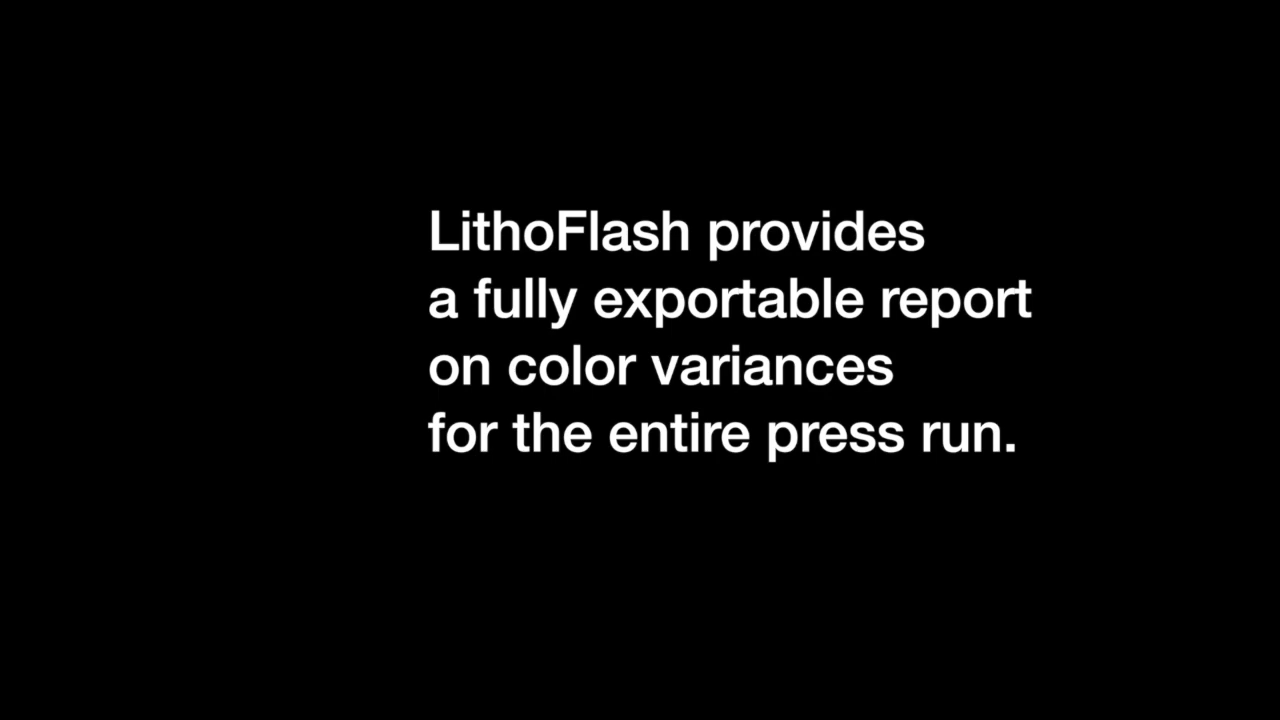 LithoFlash provides
a fully exportable report
on color variances
for the entire press run.